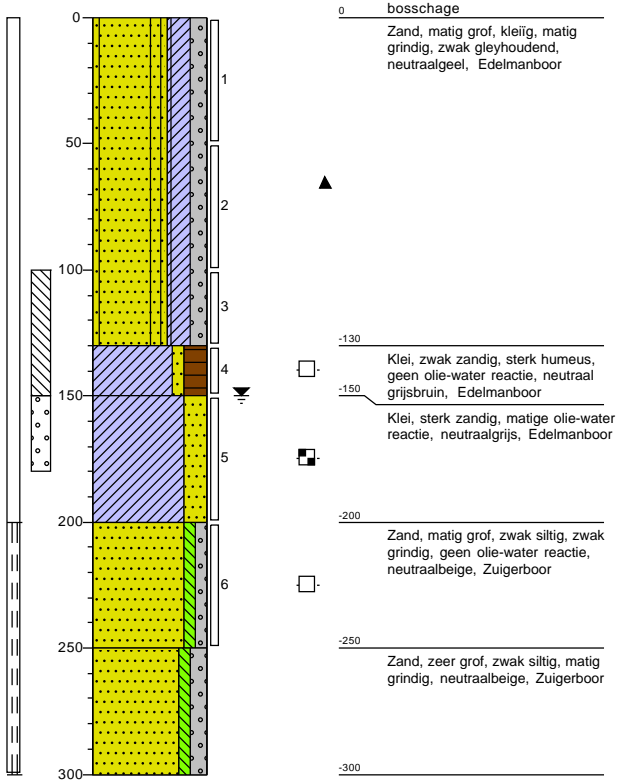 0
50
100
150
200
250
300
1
2
3
4
5
6
0
bosschage
Zand, matig grof, kleiïg, matig
grindig, zwak gleyhoudend,
neutraalgeel, Edelmanboor
-130
Klei, zwak zandig, sterk humeus,
geen olie-water reactie, neutraal
grijsbruin, Edelmanboor
-150
Klei, sterk zandig, matige olie-water
reactie, neutraalgrijs, Edelmanboor
-200
Zand, matig grof, zwak siltig, zwak
grindig, geen olie-water reactie,
neutraalbeige, Zuigerboor
-250
Zand, zeer grof, zwak siltig, matig
grindig, neutraalbeige, Zuigerboor
-300